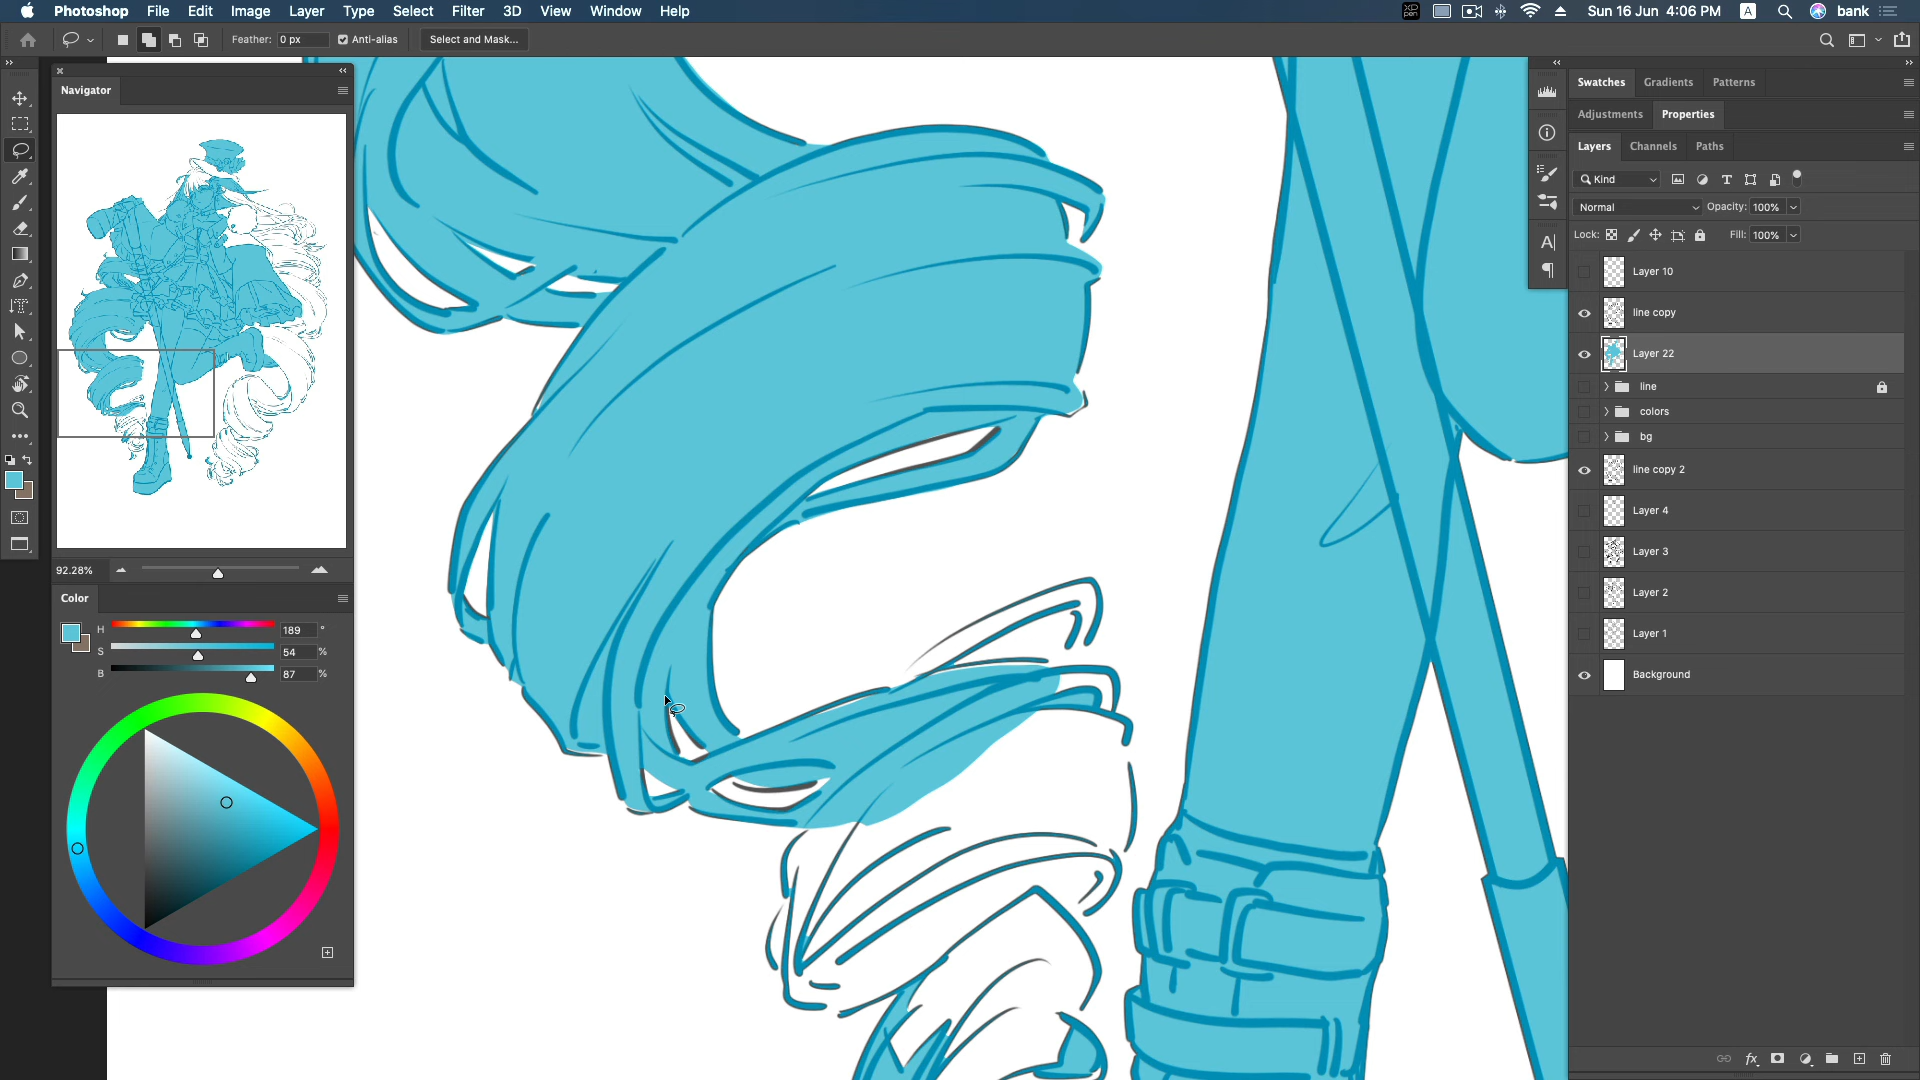 Photoshop File Edit Image Layer Type Select Filter 3D View Window Help
XP pen
Sun 16 Jun 4:06 PM A bank
Feather: 0 px Anti-alias Select and Mask...
Navigator
92.28%
Color
H 189 °
S 54 %
B 87 %
Swatches Gradients Patterns
Adjustments Properties
Layers Channels Paths
Kind
Normal Opacity: 100%
Lock: Fill: 100%
Layer 10
line copy
Layer 22
line
colors
bg
line copy 2
Layer 4
Layer 3
Layer 2
Layer 1
Background
fx